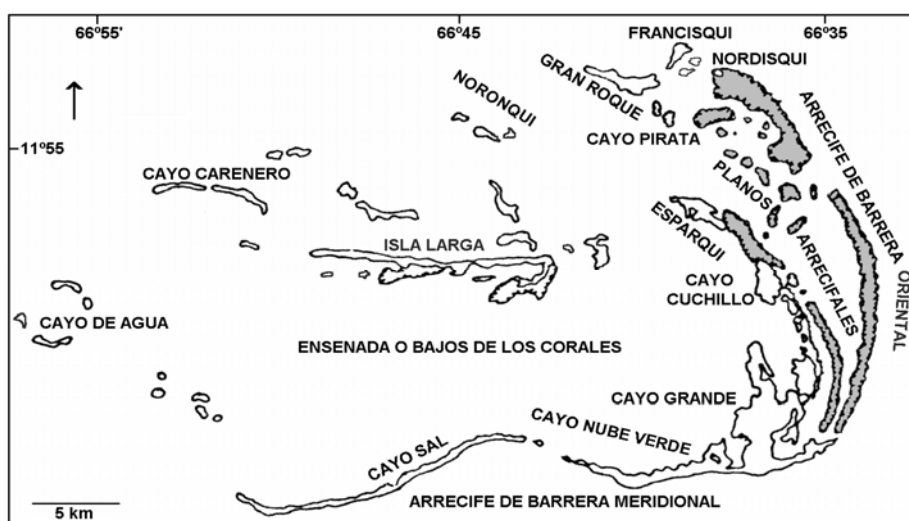 66°55'
66°45
66°35
FRANCISQUI
NORDISQUI
GRAN ROQUE
NORONQUI
ARRECIFE DE BARRERA
ORIENTAL
CAYO PIRATA
11°55
CAYO CARENERO
PLANOS
ARRECIFALES
ESPARQUI
ISLA LARGA
CAYO
CUCHILLO
CAYO DE AGUA
ENSENADA O BAJOS DE LOS CORALES
CAYO GRANDE
CAYO NUBE VERDE
CAYO SAL
ARRECIFE DE BARRERA MERIDIONAL
5 km